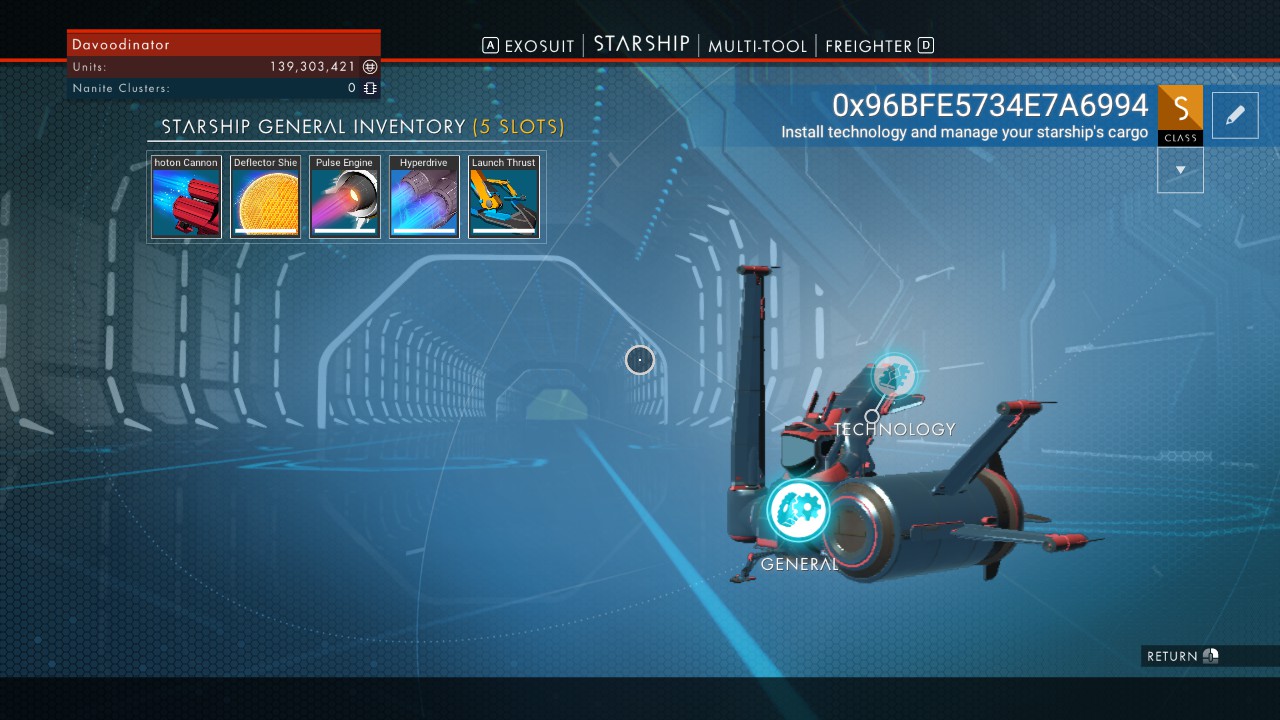 Davoodinator
Units: 139,303,421
Nanite Clusters: 0
A EXOSUIT STARSHIP MULTI-TOOL FREIGHTER D
0x96BFE5734E7A6994
Install technology and manage your starship's cargo
S
CLASS
STARSHIP GENERAL INVENTORY (5 SLOTS)
hoton Cannon Deflector Shie Pulse Engine Hyperdrive Launch Thrust
TECHNOLOGY
GENERAL
RETURN